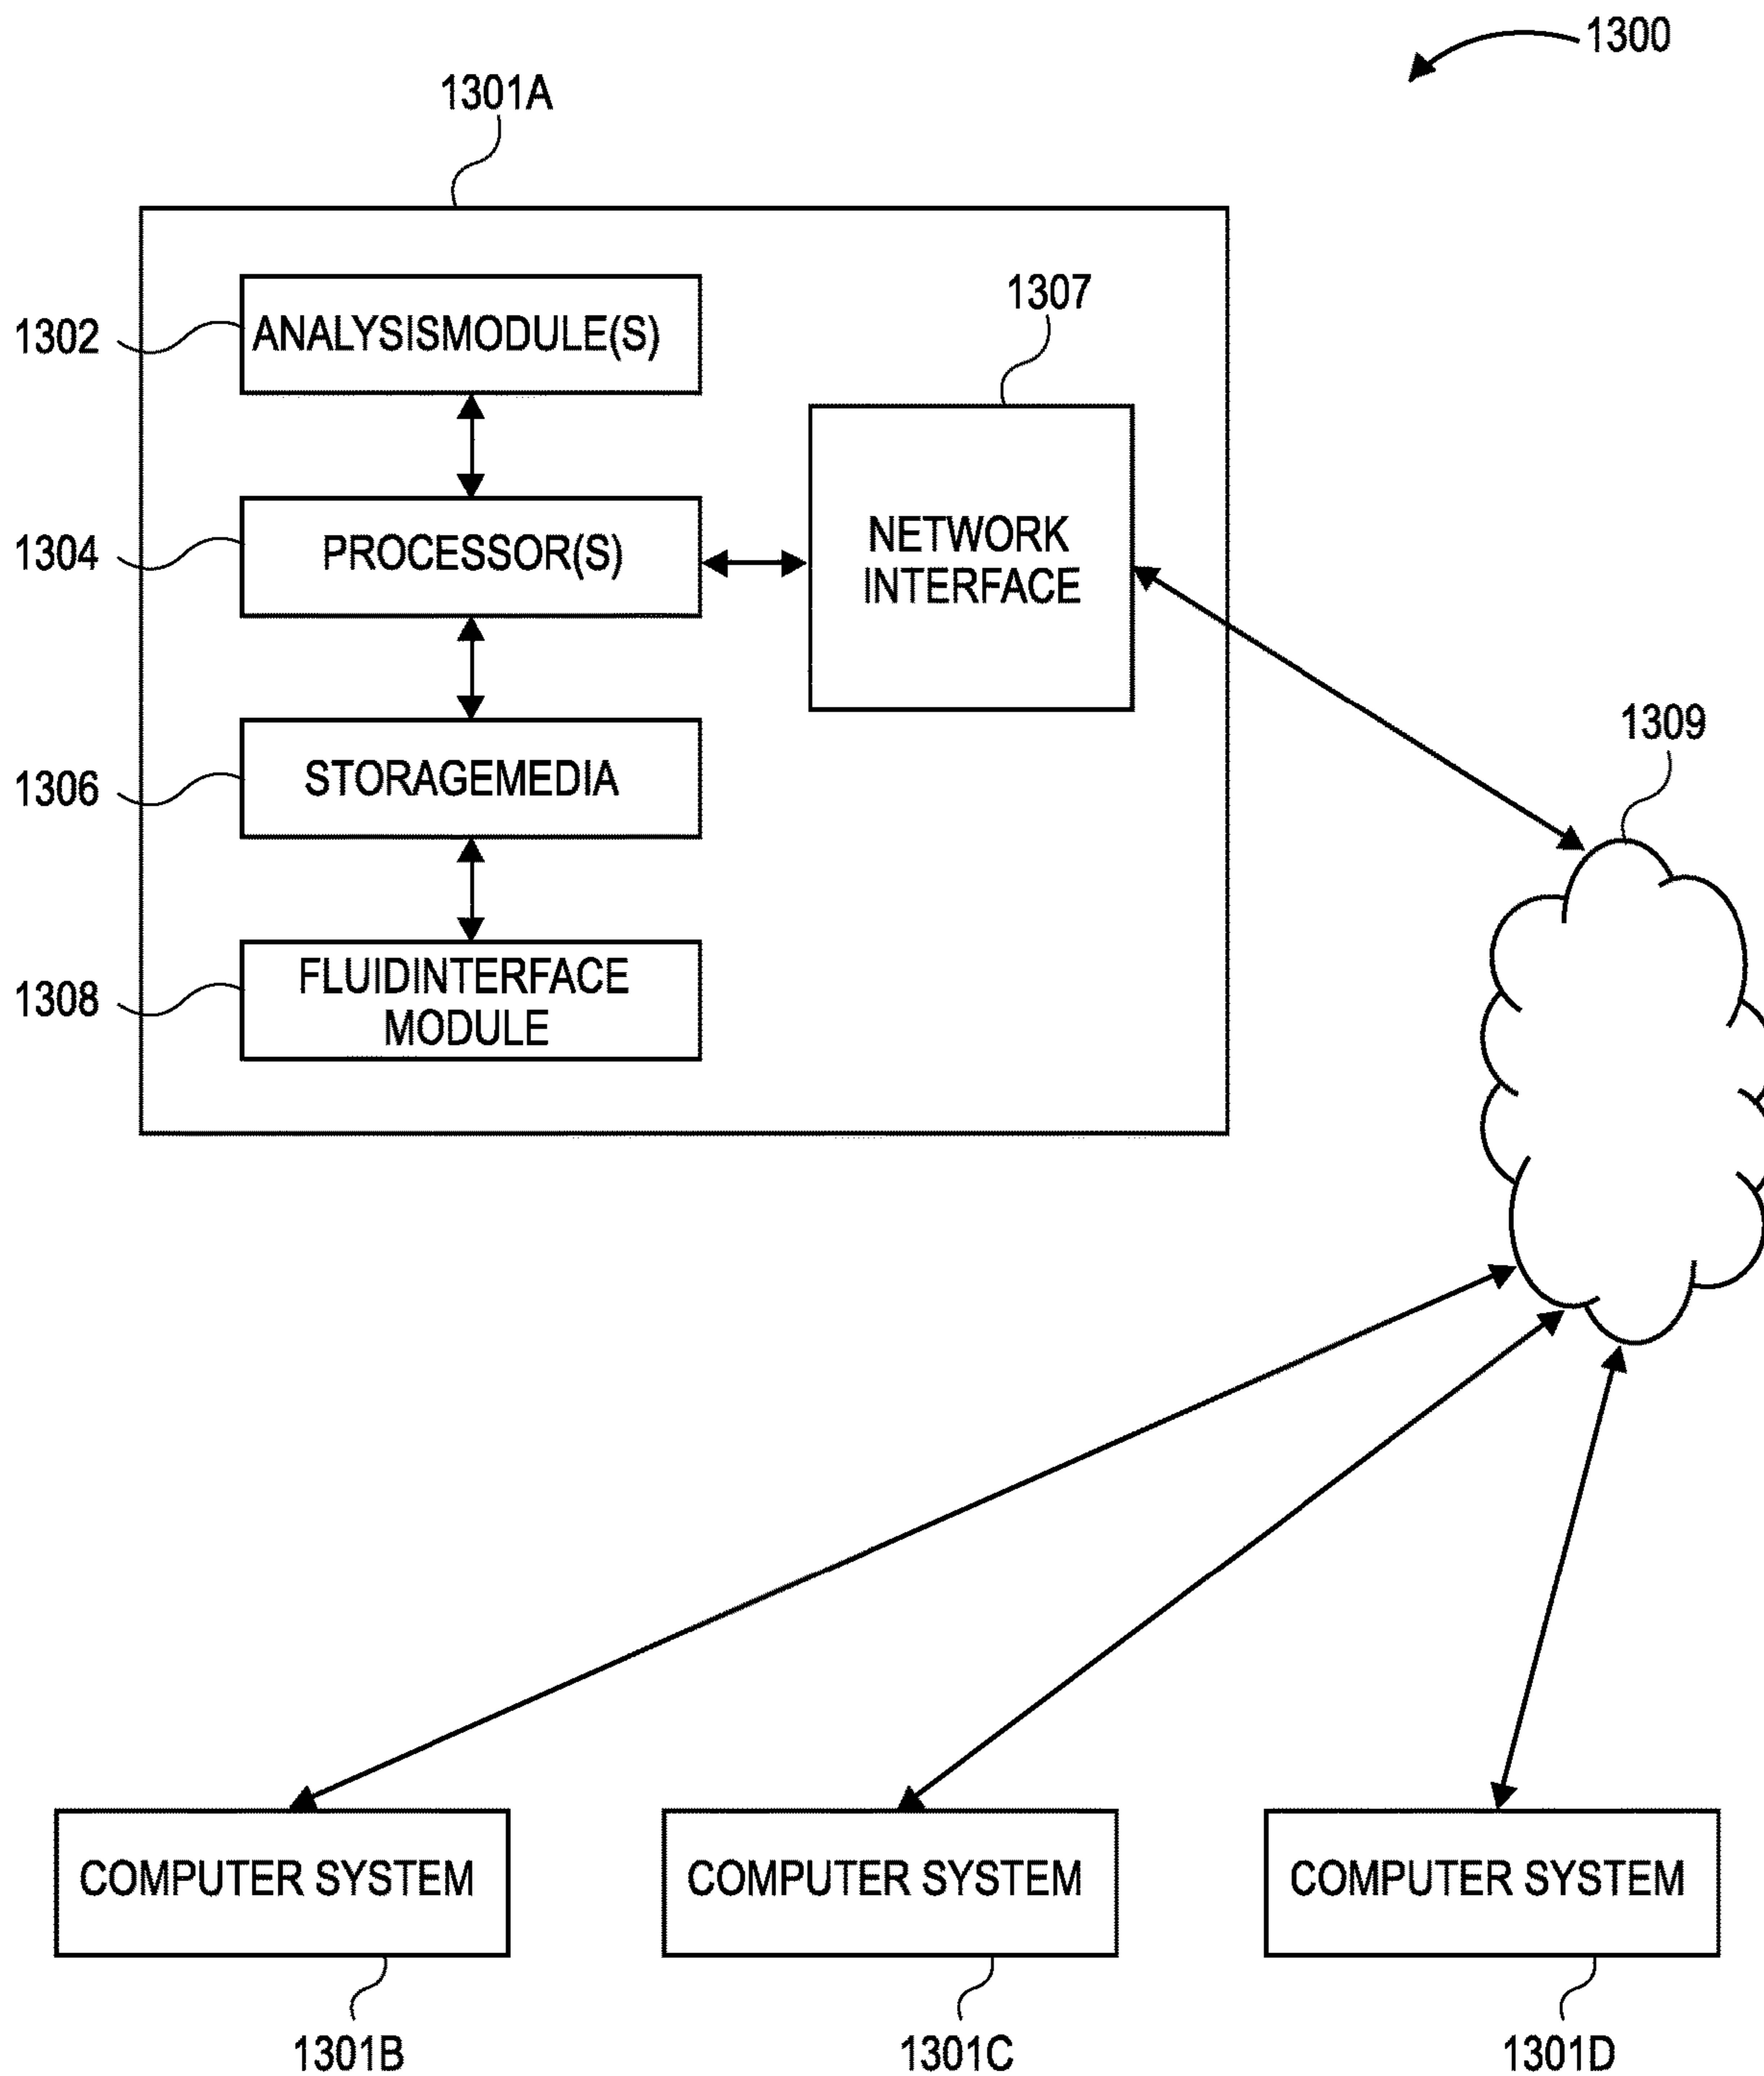 1300
1301A
1307
1302
ANALYSISMODULE(S)
1304
PROCESSOR(S)
NETWORK
INTERFACE
1309
1306
STORAGEMEDIA
1308
FLUIDINTERFACE
MODULE
COMPUTER SYSTEM
COMPUTER SYSTEM
COMPUTER SYSTEM
1301B
1301C
1301D